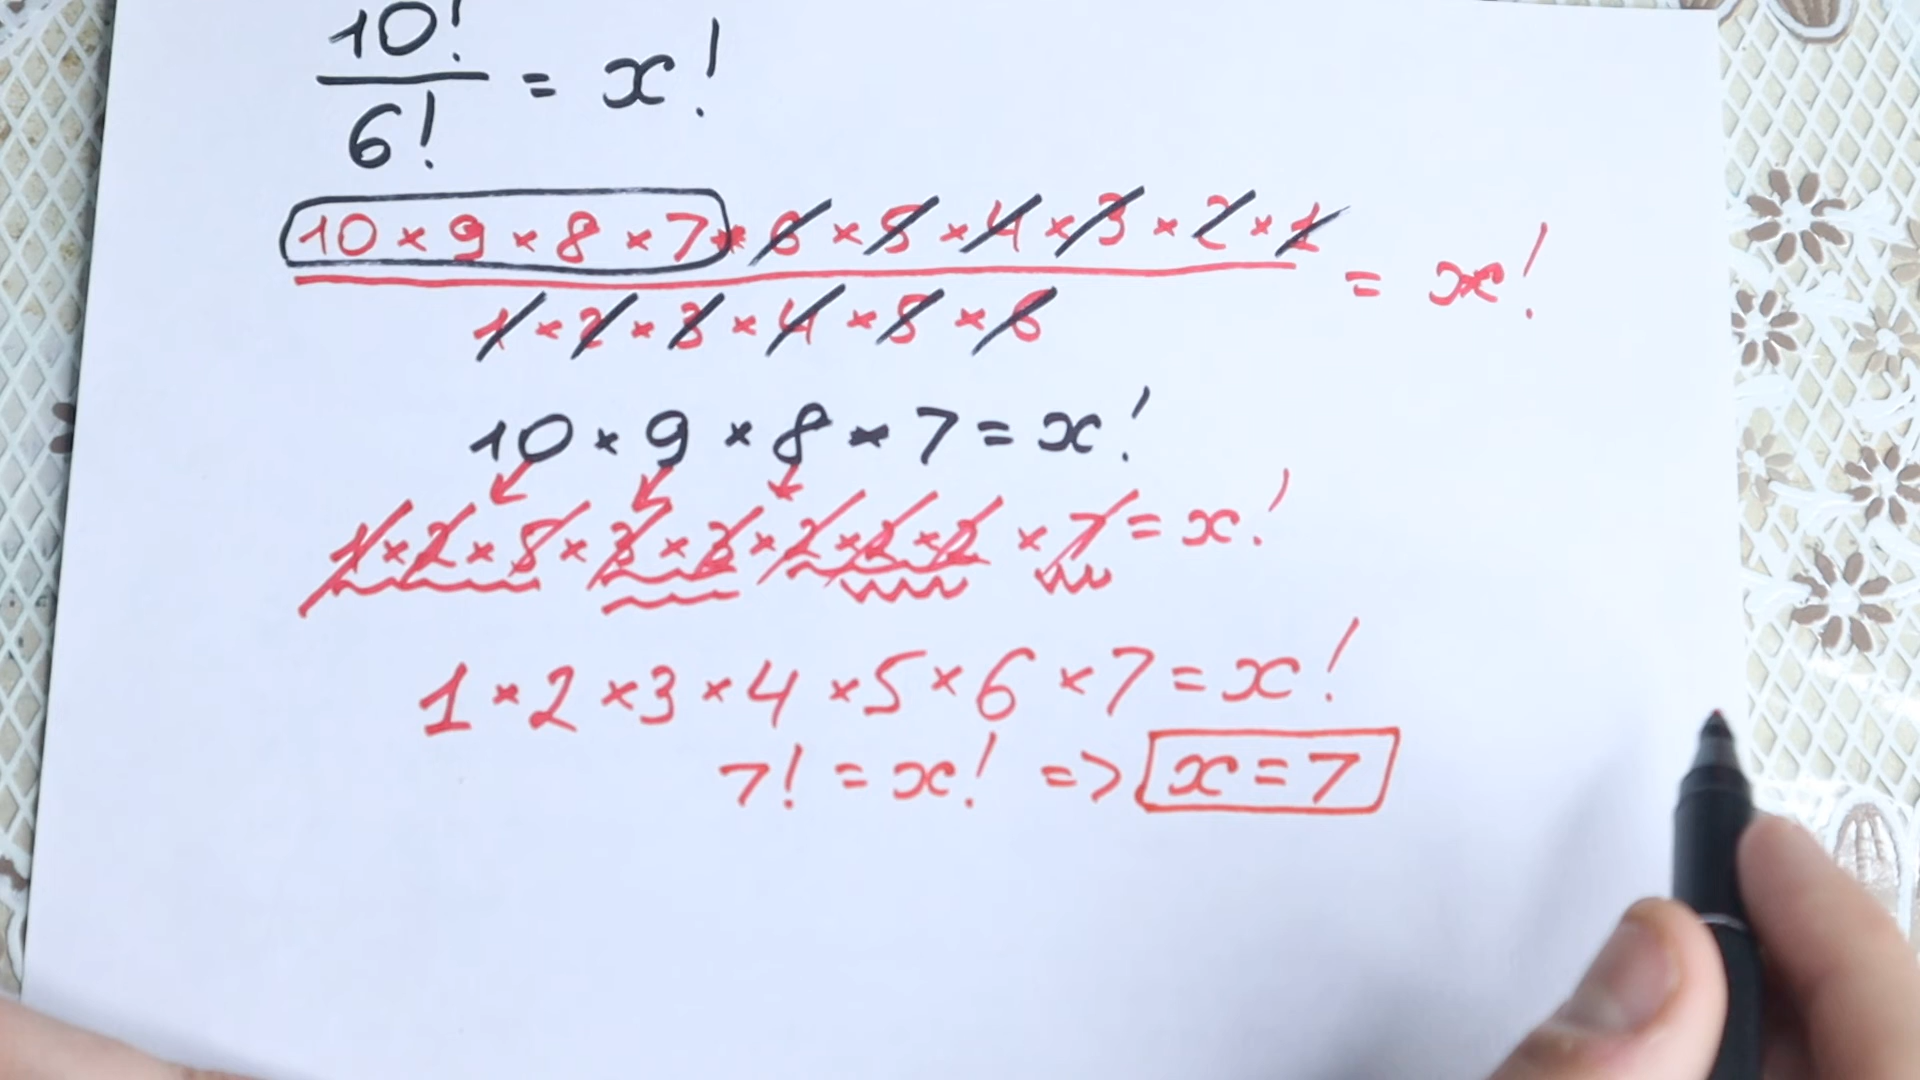 10!
6!
= x!
10 × 9 × 8 × 7 × 6 × 5 × 4 × 3 × 2 × 1
1 × 2 × 3 × 4 × 5 × 6
= x!
10 × 9 × 8 × 7 = x!
1 × 2 × 5 × 3 × 3 × 2 × 2 × 2 × 7 = x!
1 × 2 × 3 × 4 × 5 × 6 × 7 = x!
7! = x! => x = 7